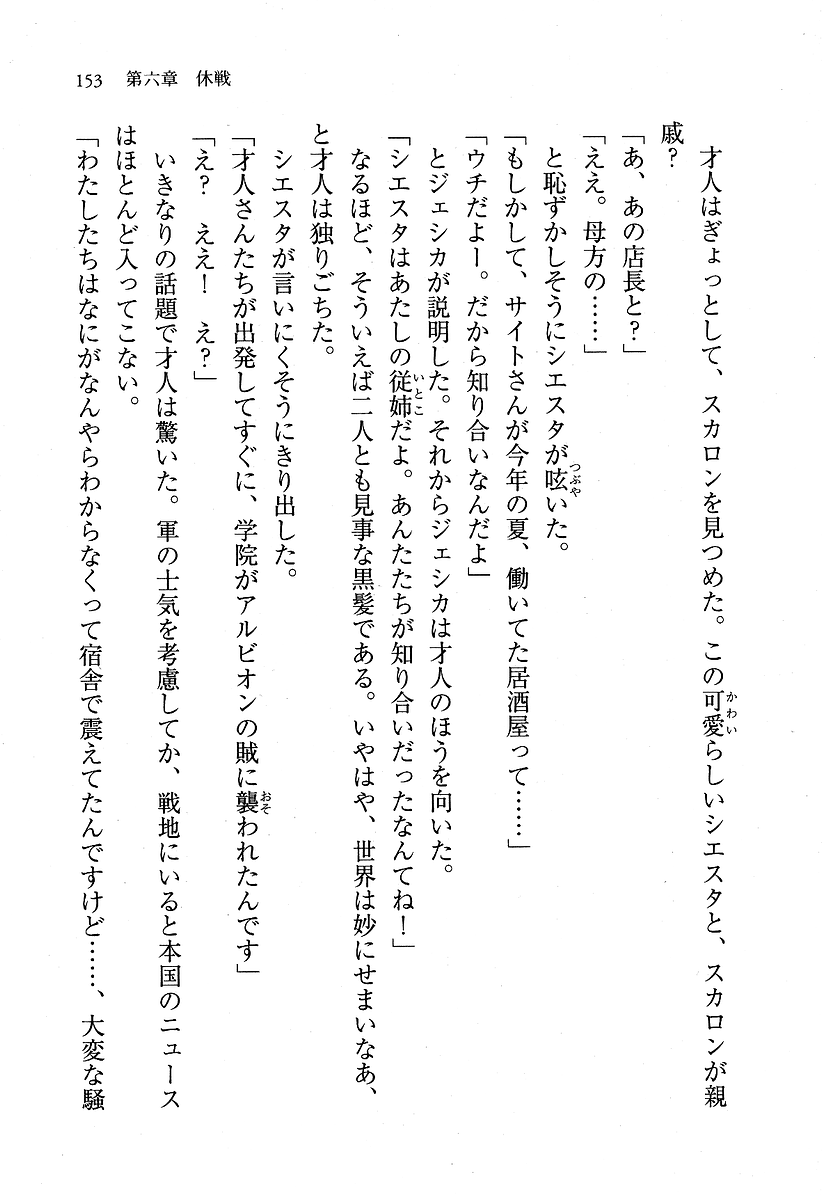 153　第六章　休戦
　才人はぎょっとして、スカロンを見つめた。この可愛らしいシエスタと、スカロンが親
戚？
「あ、あの店長と？」
「ええ。母方の……」
　と恥ずかしそうにシエスタが呟いた。
「もしかして、サイトさんが今年の夏、働いてた居酒屋って……」
「ウチだよー。だから知り合いなんだよ」
　とジェシカが説明した。それからジェシカは才人のほうを向いた。
「シエスタはあたしの従姉だよ。あんたたちが知り合いだったなんてね！」
　なるほど、そういえば二人とも見事な黒髪である。いやはや、世界は妙にせまいなあ、
と才人は独りごちた。
　シエスタが言いにくそうにきり出した。
「才人さんたちが出発してすぐに、学院がアルビオンの賊に襲われたんです」
「え？　ええ！　え？」
　いきなりの話題で才人は驚いた。軍の士気を考慮してか、戦地にいると本国のニュース
はほとんど入ってこない。
「わたしたちはなにがなんやらわからなくって宿舎で震えてたんですけど……、大変な騒